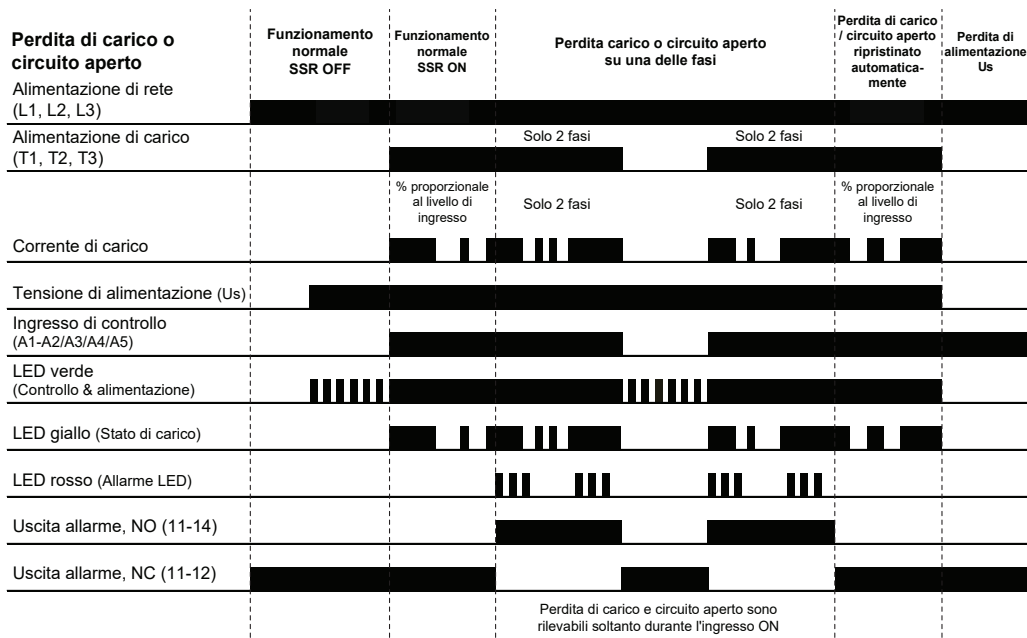 Perdita di carico o
circuito aperto
Funzionamento
normale
SSR OFF
Funzionamento
normale
SSR ON
Perdita carico o circuito aperto
su una delle fasi
Perdita di carico
/ circuito aperto
ripristinato
automatica-
mente
Perdita di
alimentazione
Us
Alimentazione di rete
(L1, L2, L3)
Alimentazione di carico
(T1, T2, T3)
Solo 2 fasi
Solo 2 fasi
% proporzionale
al livello di
ingresso
Solo 2 fasi
Solo 2 fasi
% proporzionale
al livello di
ingresso
Corrente di carico
Tensione di alimentazione (Us)
Ingresso di controllo
(A1-A2/A3/A4/A5)
LED verde
(Controllo & alimentazione)
LED giallo (Stato di carico)
LED rosso (Allarme LED)
Uscita allarme, NO (11-14)
Uscita allarme, NC (11-12)
Perdita di carico e circuito aperto sono
rilevabili soltanto durante l'ingresso ON